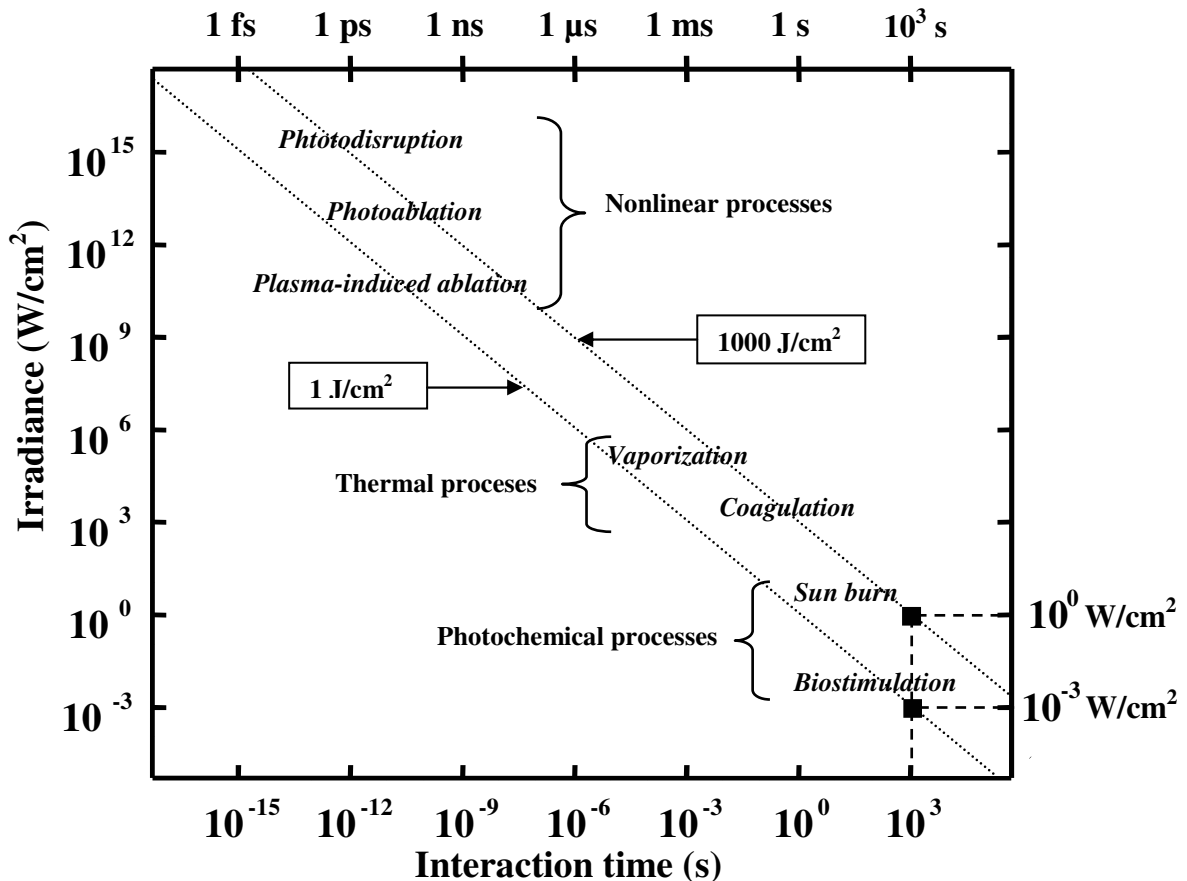 1 fs 1 ps 1 ns 1 µs 1 ms 1 s 10³ s
Irradiance (W/cm²)
10¹⁵
10¹²
10⁹
10⁶
10³
10⁰
10⁻³
Phtotodisruption
Photoablation
Nonlinear processes
Plasma-induced ablation
1000 J/cm²
1 J/cm²
Vaporization
Thermal proceses
Coagulation
Sun burn
Photochemical processes
Biostimulation
10⁰ W/cm²
10⁻³ W/cm²
10⁻¹⁵ 10⁻¹² 10⁻⁹ 10⁻⁶ 10⁻³ 10⁰ 10³
Interaction time (s)